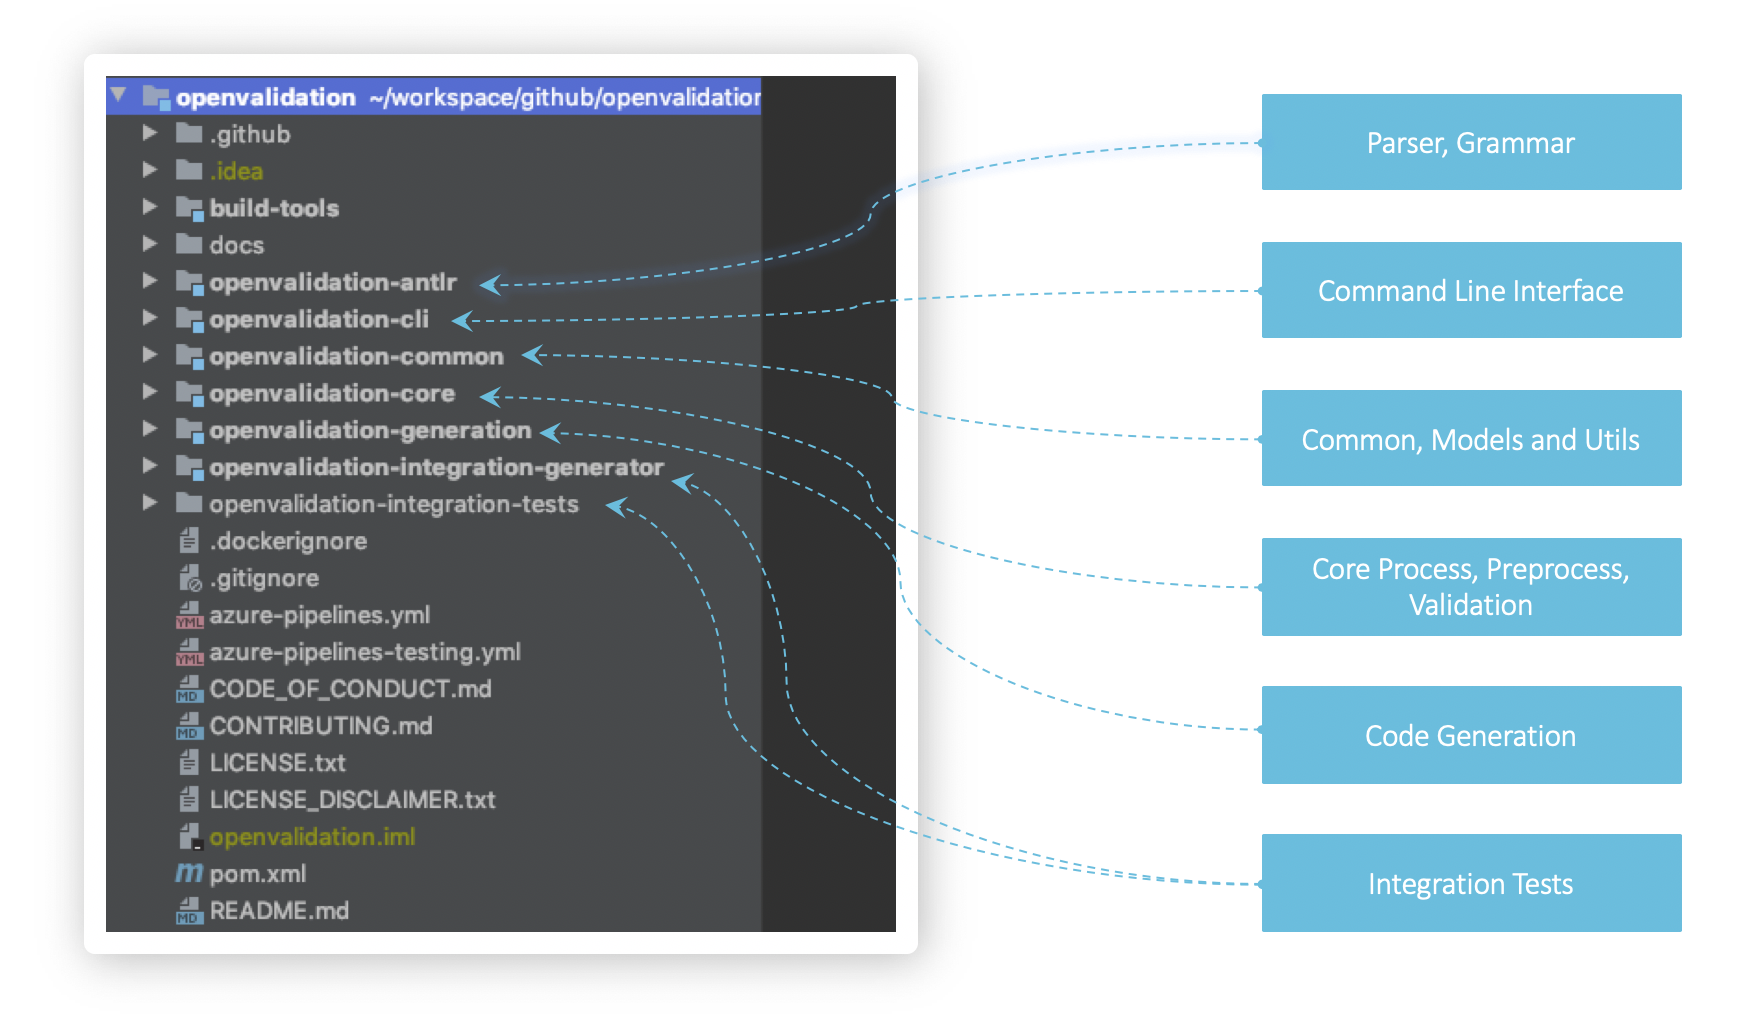 openvalidation ~/workspace/github/openvalidation
.github
.idea
build-tools
docs
openvalidation-antlr
openvalidation-cli
openvalidation-common
openvalidation-core
openvalidation-generation
openvalidation-integration-generator
openvalidation-integration-tests
.dockerignore
.gitignore
YML azure-pipelines.yml
YML azure-pipelines-testing.yml
MD CODE_OF_CONDUCT.md
MD CONTRIBUTING.md
LICENSE.txt
LICENSE_DISCLAIMER.txt
openvalidation.iml
m pom.xml
MD README.md
Parser, Grammar
Command Line Interface
Common, Models and Utils
Core Process, Preprocess,
Validation
Code Generation
Integration Tests